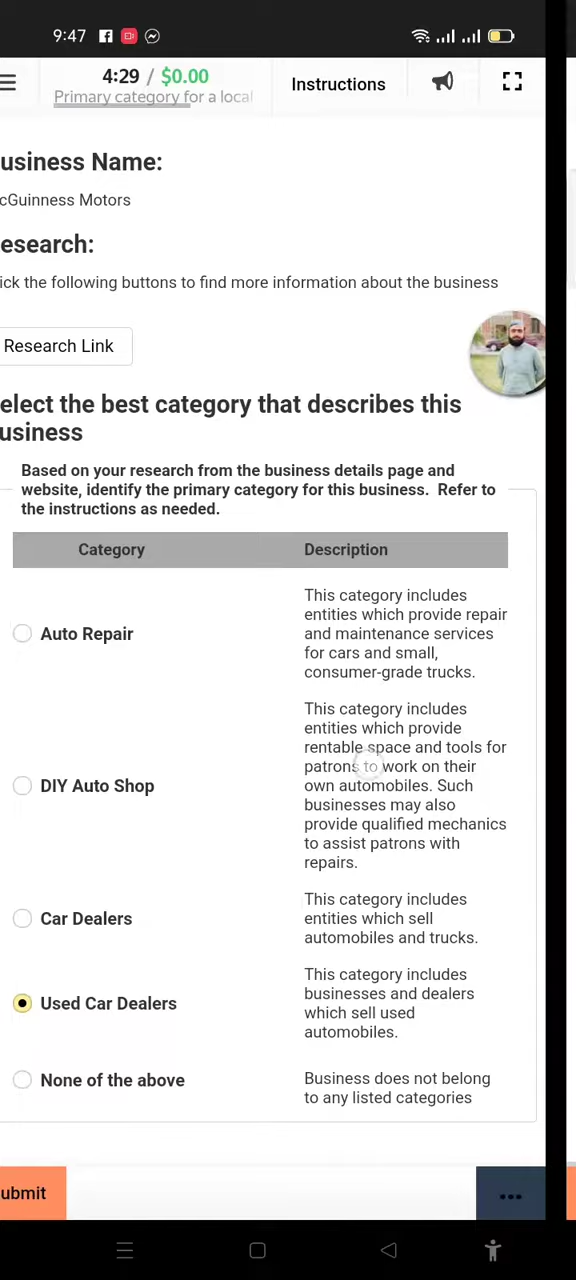 9:47
4:29 / $0.00
Instructions
Primary category for a local
usiness Name:
cGuinness Motors
esearch:
ick the following buttons to find more information about the business
Research Link
elect the best category that describes this
usiness
Based on your research from the business details page and
website, identify the primary category for this business. Refer to
the instructions as needed.
Category Description
Auto Repair
This category includes
entities which provide repair
and maintenance services
for cars and small,
consumer-grade trucks.
DIY Auto Shop
This category includes
entities which provide
rentable space and tools for
patrons to work on their
own automobiles. Such
businesses may also
provide qualified mechanics
to assist patrons with
repairs.
Car Dealers
This category includes
entities which sell
automobiles and trucks.
Used Car Dealers
This category includes
businesses and dealers
which sell used
automobiles.
None of the above
Business does not belong
to any listed categories
ubmit
...